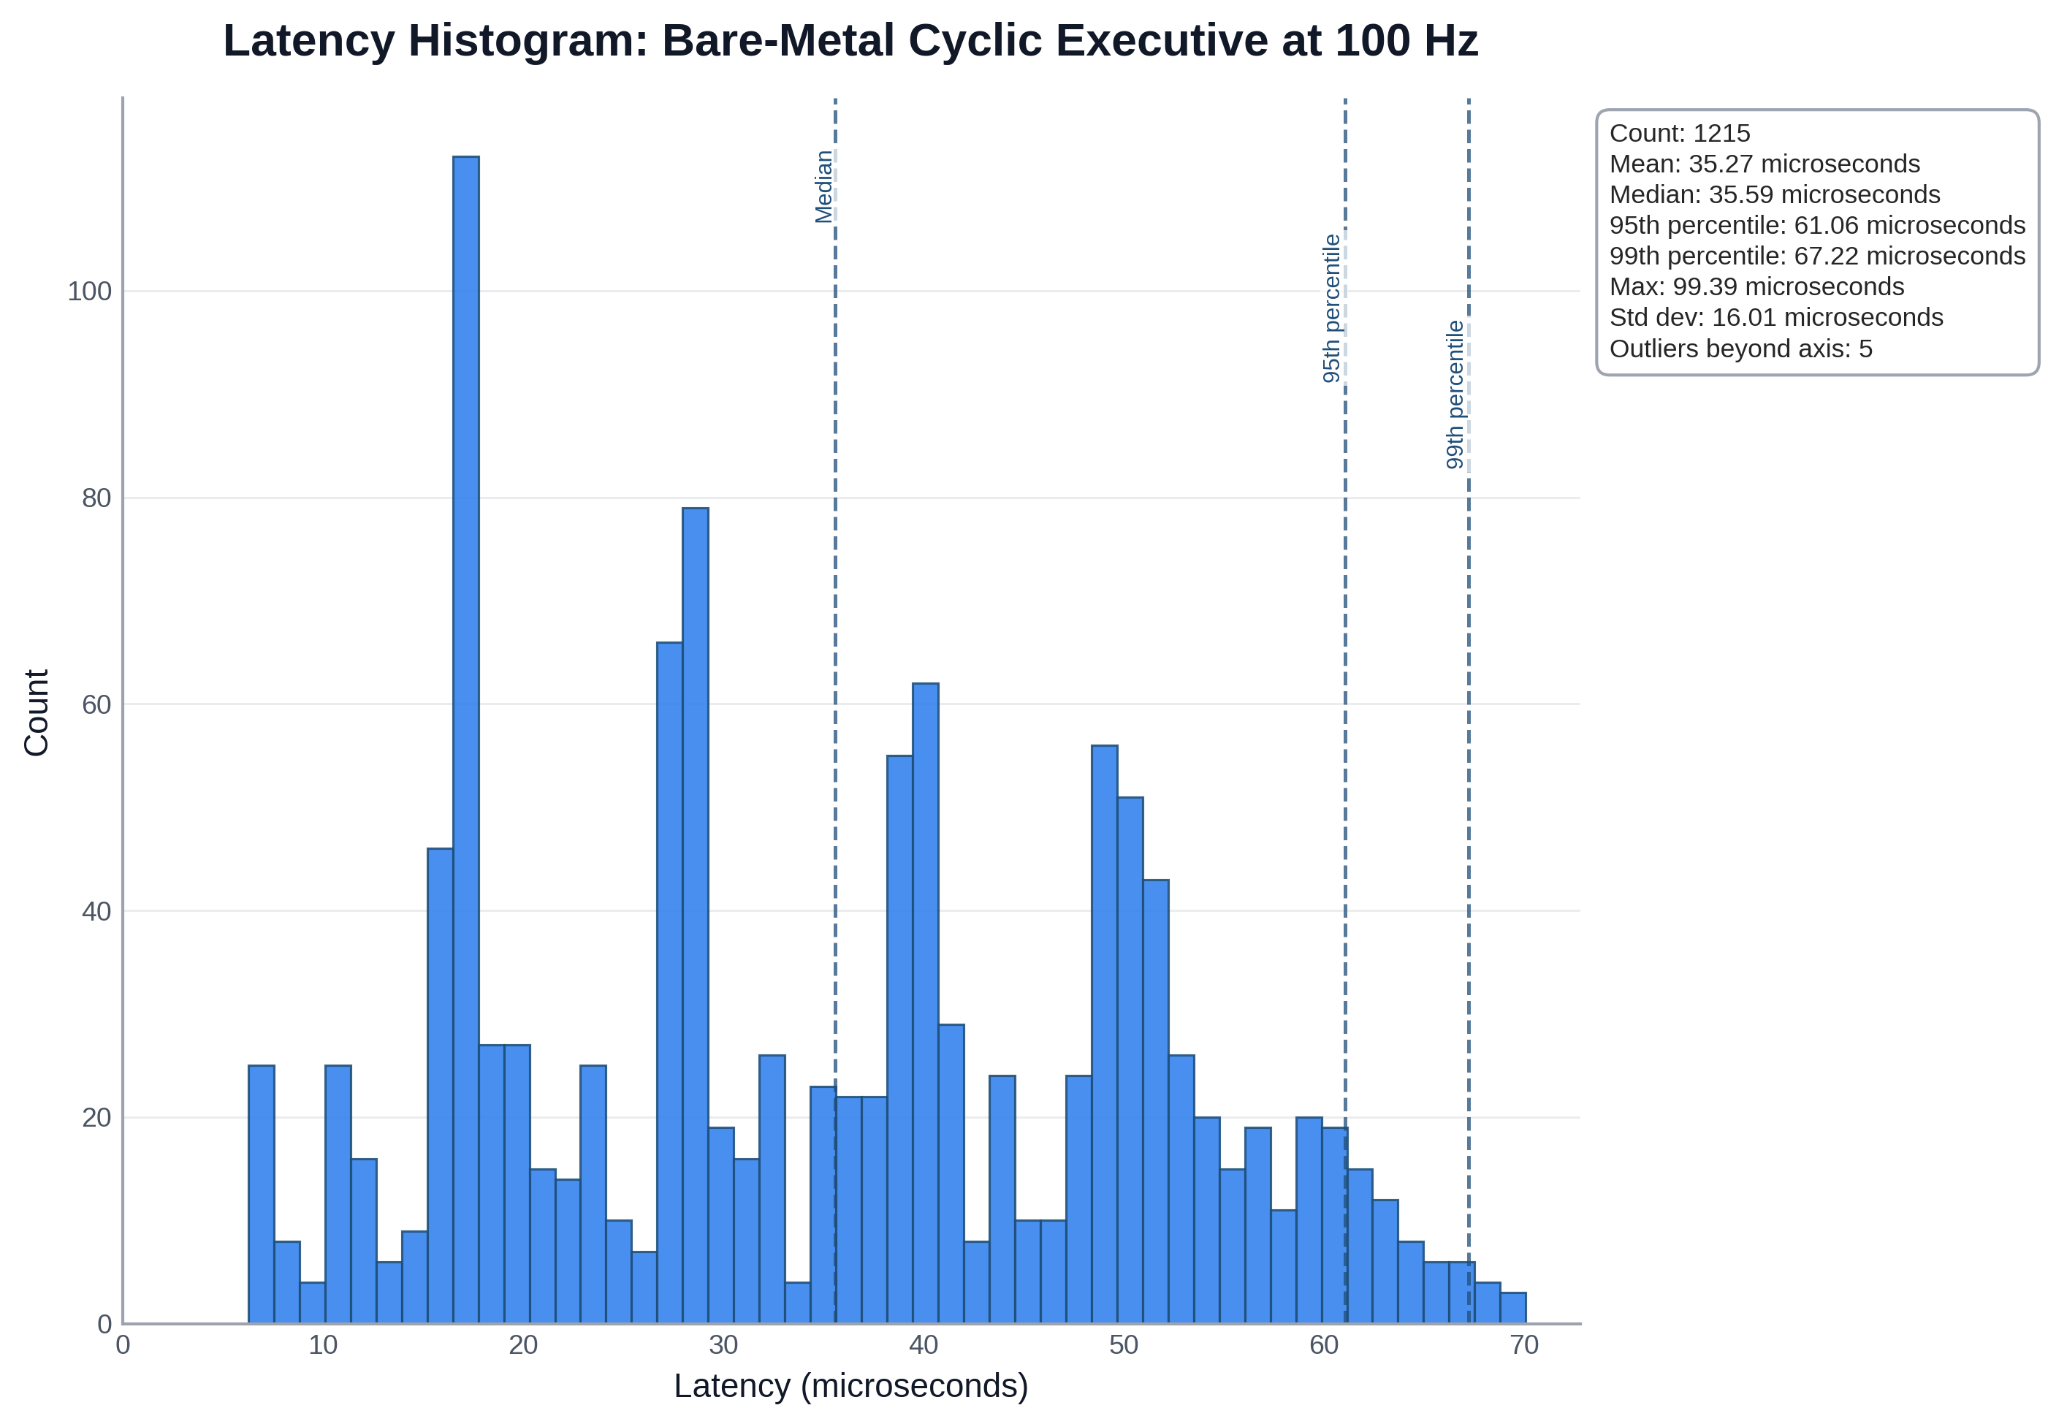 Latency Histogram: Bare-Metal Cyclic Executive at 100 Hz
Count: 1215
Mean: 35.27 microseconds
Median: 35.59 microseconds
95th percentile: 61.06 microseconds
99th percentile: 67.22 microseconds
Max: 99.39 microseconds
Std dev: 16.01 microseconds
Outliers beyond axis: 5
Median
95th percentile
99th percentile
Count
100
80
60
40
20
0
0 10 20 30 40 50 60 70
Latency (microseconds)